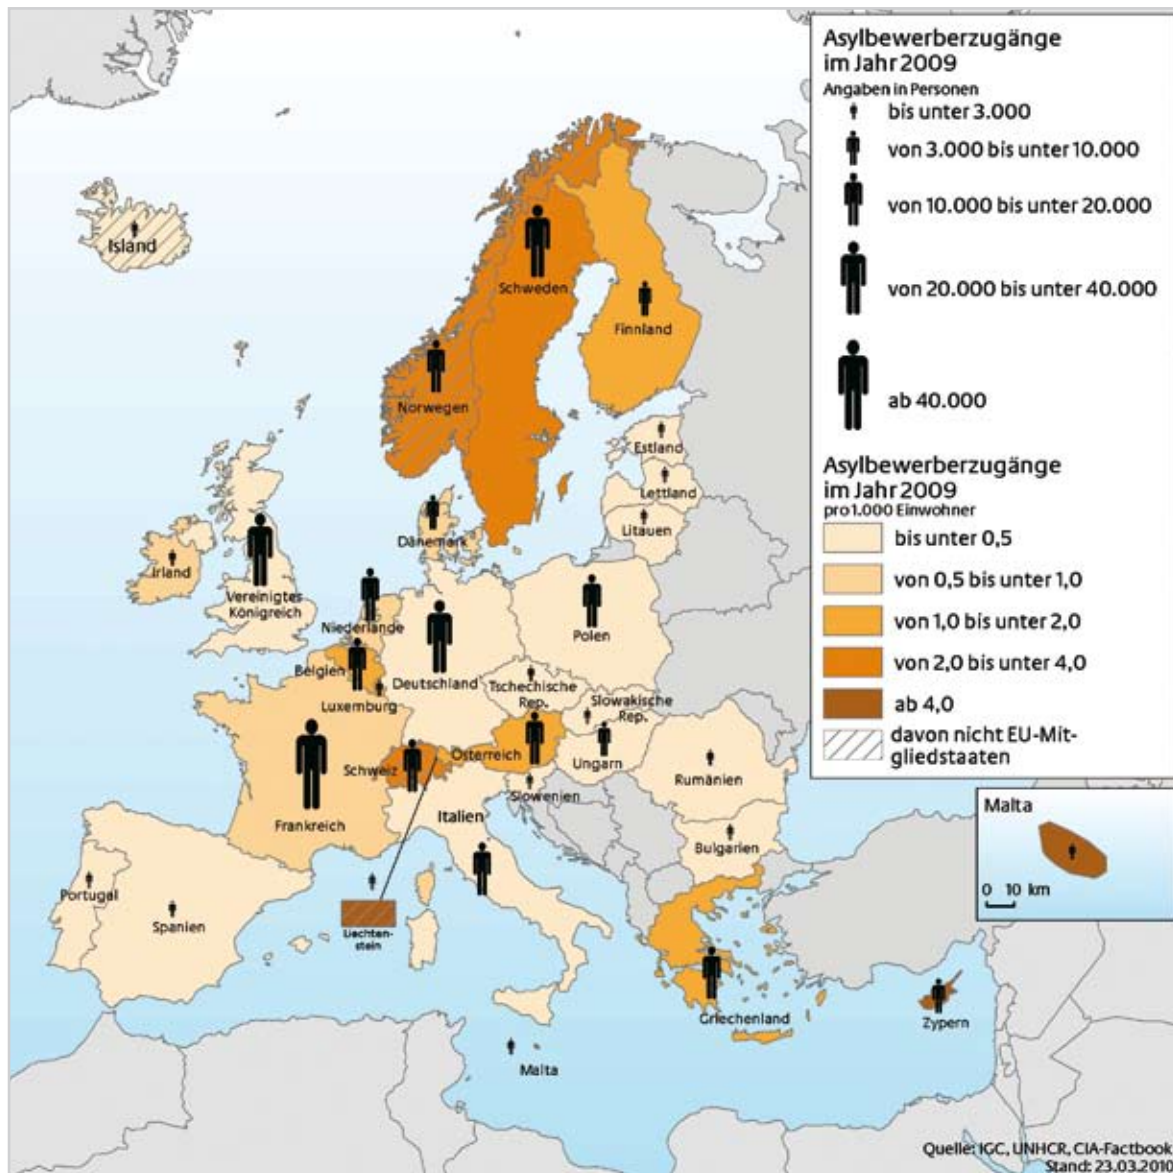 Asylbewerberzugänge
im Jahr 2009
Angaben in Personen
bis unter 3.000
von 3.000 bis unter 10.000
von 10.000 bis unter 20.000
von 20.000 bis unter 40.000
ab 40.000
Asylbewerberzugänge
im Jahr 2009
pro 1.000 Einwohner
bis unter 0,5
von 0,5 bis unter 1,0
von 1,0 bis unter 2,0
von 2,0 bis unter 4,0
ab 4,0
davon nicht EU-Mit-
gliedstaaten
Island
Schweden
Finnland
Norwegen
Estland
Lettland
Litauen
Dänemark
Irland
Vereinigtes
Königreich
Niederlande
Polen
Belgien
Deutschland
Tschechische
Rep.
Luxemburg
Slowakische
Rep.
Schweiz
Österreich
Ungarn
Rumänien
Slowenien
Frankreich
Italien
Bulgarien
Portugal
Spanien
Liechten-
stein
Griechenland
Zypern
Malta
Malta
0 10 km
Quelle: IGC, UNHCR, CIA-Factbook
Stand: 23.03.2010